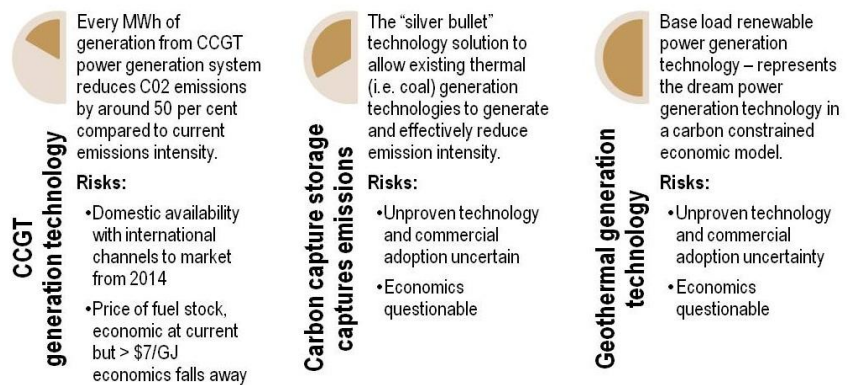 Every MWh of
generation from CCGT
power generation system
reduces C02 emissions
by around 50 per cent
compared to current
emissions intensity.
Risks:
•Domestic availability
with international
channels to market
from 2014
•Price of fuel stock,
economic at current
but > $7/GJ
economics falls away
CCGT
generation technology
The “silver bullet”
technology solution to
allow existing thermal
(i.e. coal) generation
technologies to generate
and effectively reduce
emission intensity.
Risks:
•Unproven technology
and commercial
adoption uncertain
•Economics
questionable
Carbon capture storage
captures emissions
Base load renewable
power generation
technology – represents
the dream power
generation technology in
a carbon constrained
economic model.
Risks:
•Unproven technology
and commercial
adoption uncertainty
•Economics
questionable
Geothermal generation
technology